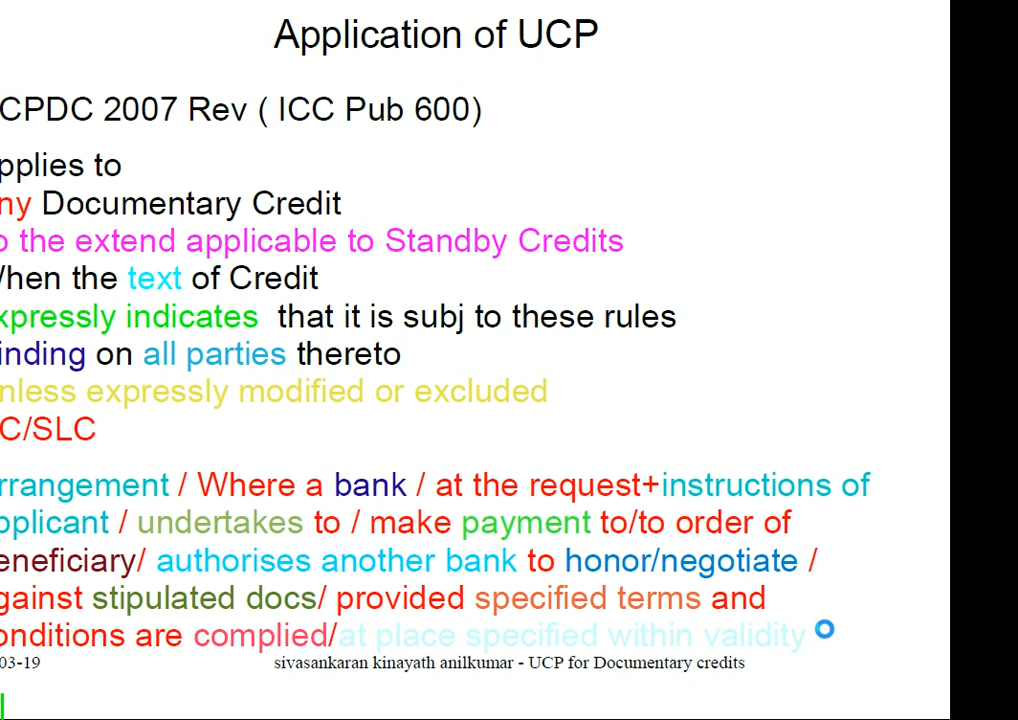 Application of UCP
CPDC 2007 Rev ( ICC Pub 600)
pplies to
ny Documentary Credit
o the extend applicable to Standby Credits
hen the text of Credit
xpressly indicates that it is subj to these rules
inding on all parties thereto
nless expressly modified or excluded
C/SLC
rrangement / Where a bank / at the request+instructions of
pplicant / undertakes to / make payment to/to order of
eneficiary/ authorises another bank to honor/negotiate /
gainst stipulated docs/ provided specified terms and
onditions are complied/at place specified within validity
03-19
sivasankaran kinayath anilkumar - UCP for Documentary credits